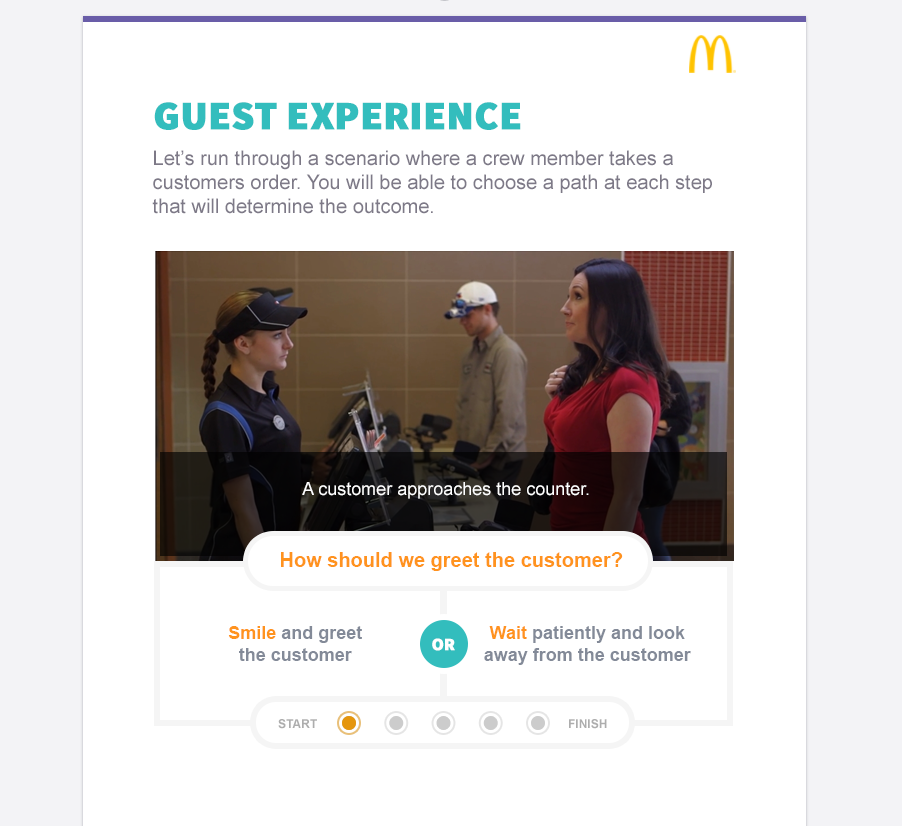 GUEST EXPERIENCE
Let's run through a scenario where a crew member takes a
customers order. You will be able to choose a path at each step
that will determine the outcome.
A customer approaches the counter.
How should we greet the customer?
Smile and greet
the customer
OR
Wait patiently and look
away from the customer
START
FINISH